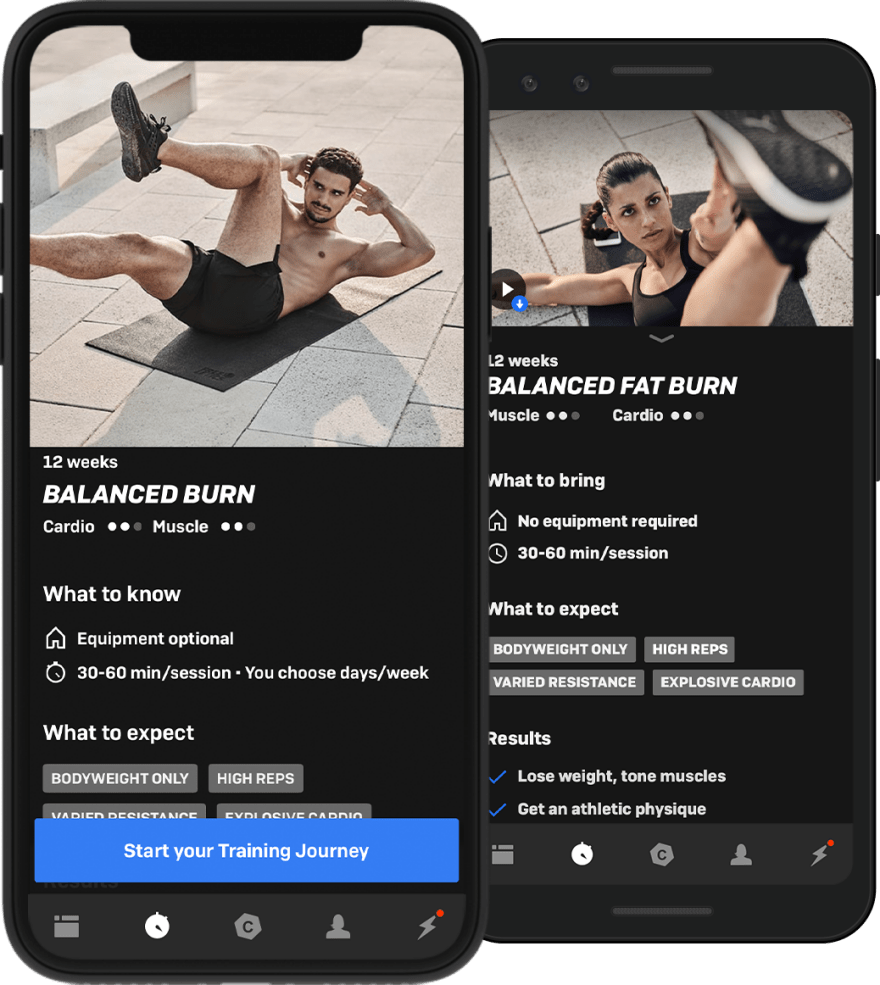 12 weeks
BALANCED BURN
Cardio Muscle
What to know
Equipment optional
30-60 min/session • You choose days/week
What to expect
BODYWEIGHT ONLY HIGH REPS
VARIED RESISTANCE EXPLOSIVE CARDIO
Start your Training Journey
Results
C
12 weeks
BALANCED FAT BURN
Muscle Cardio
What to bring
No equipment required
30-60 min/session
What to expect
BODYWEIGHT ONLY HIGH REPS
VARIED RESISTANCE EXPLOSIVE CARDIO
Results
Lose weight, tone muscles
Get an athletic physique
C